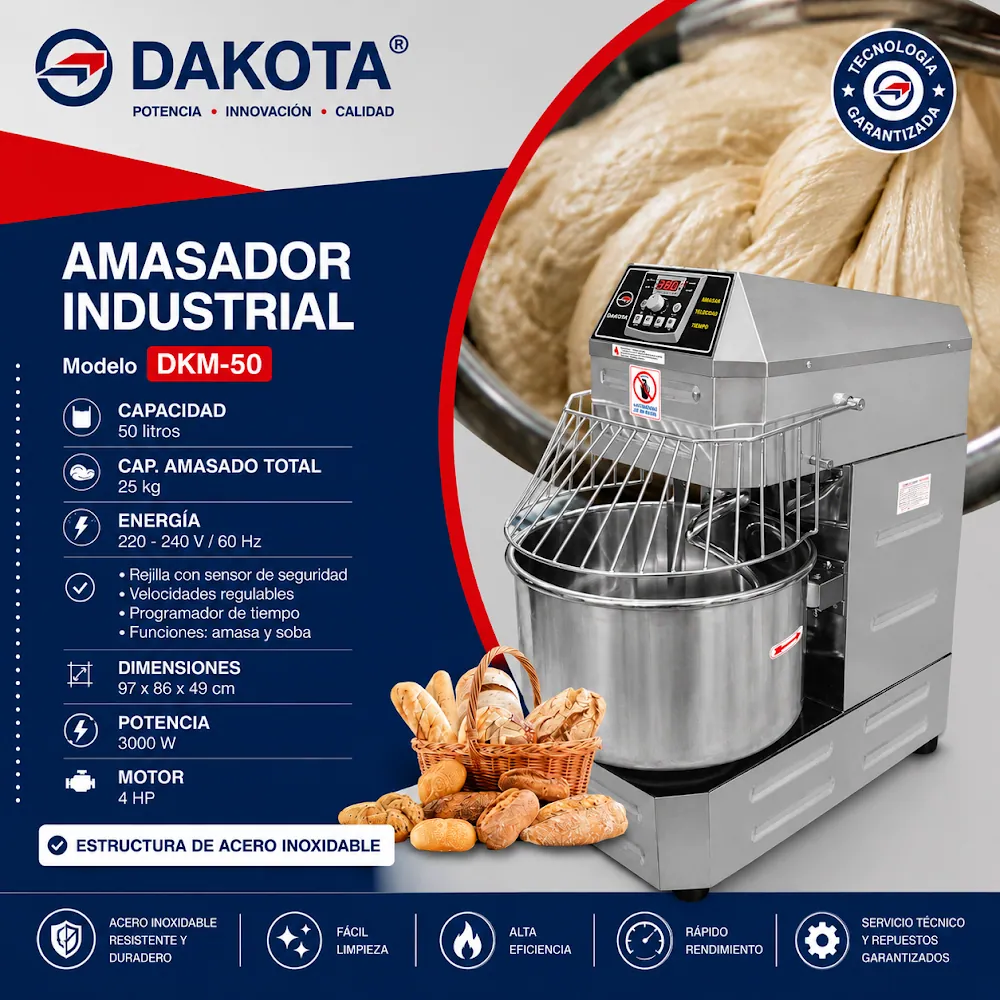 DAKOTA®
POTENCIA • INNOVACIÓN • CALIDAD
TECNOLOGÍA
GARANTIZADA
AMASADOR
INDUSTRIAL
Modelo DKM-50
CAPACIDAD
50 litros
CAP. AMASADO TOTAL
25 kg
ENERGÍA
220 - 240 V / 60 Hz
• Rejilla con sensor de seguridad
• Velocidades regulables
• Programador de tiempo
• Funciones: amasa y soba
DIMENSIONES
97 x 86 x 49 cm
POTENCIA
3000 W
MOTOR
4 HP
ESTRUCTURA DE ACERO INOXIDABLE
DAKOTA
AMASAR
TIEMPO
ACERO INOXIDABLE
RESISTENTE Y
DURADERO
FÁCIL
LIMPIEZA
ALTA
EFICIENCIA
RÁPIDO
RENDIMIENTO
SERVICIO TÉCNICO
Y REPUESTOS
GARANTIZADOS